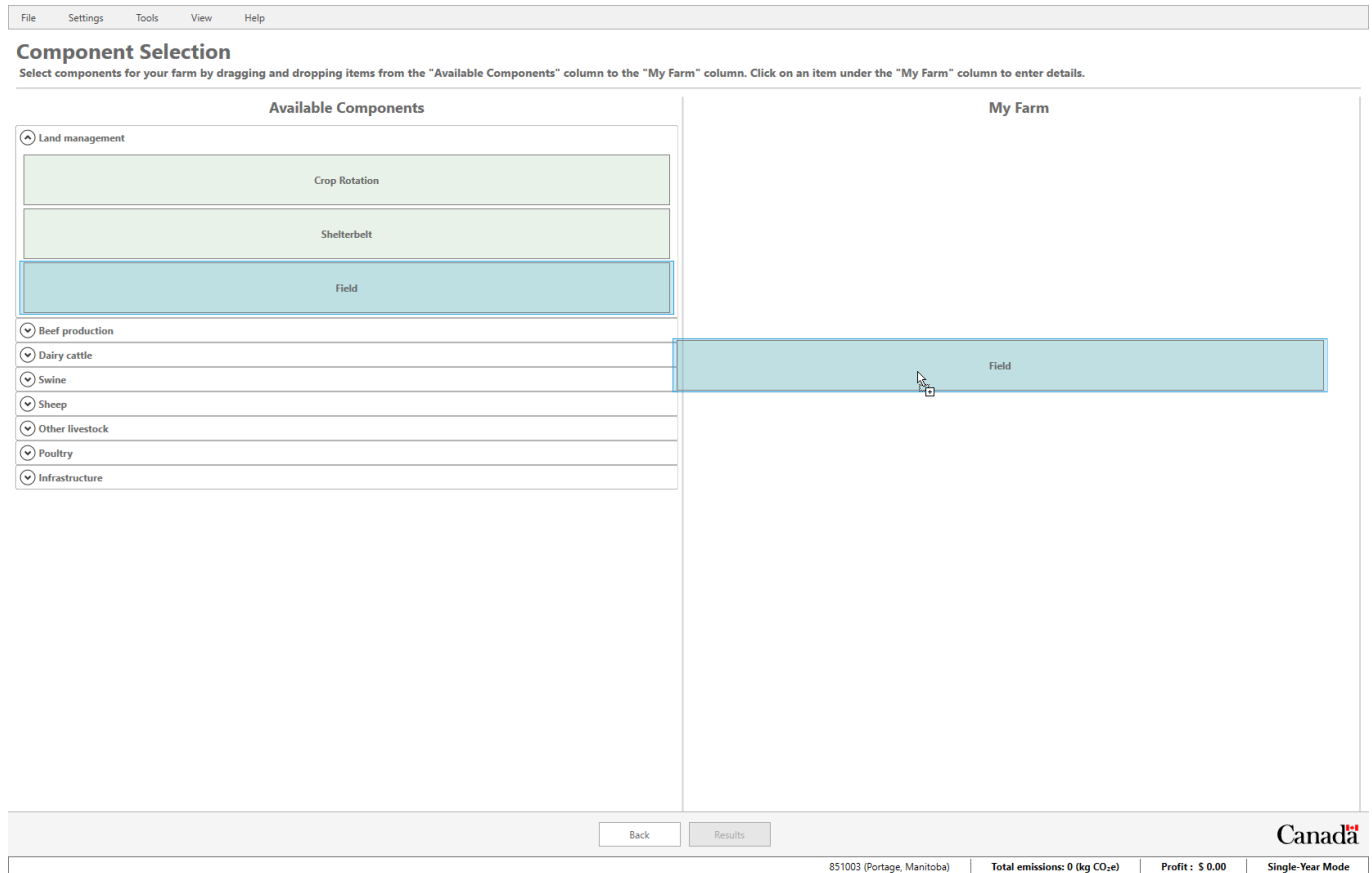 File Settings Tools View Help
Component Selection
Select components for your farm by dragging and dropping items from the "Available Components" column to the "My Farm" column. Click on an item under the "My Farm" column to enter details.
Available Components
My Farm
Land management
Crop Rotation
Shelterbelt
Field
Beef production
Dairy cattle
Field
Swine
Sheep
Other livestock
Poultry
Infrastructure
Back Results
Canada
851003 (Portage, Manitoba) Total emissions: 0 (kg CO₂e) Profit : $ 0.00 Single-Year Mode